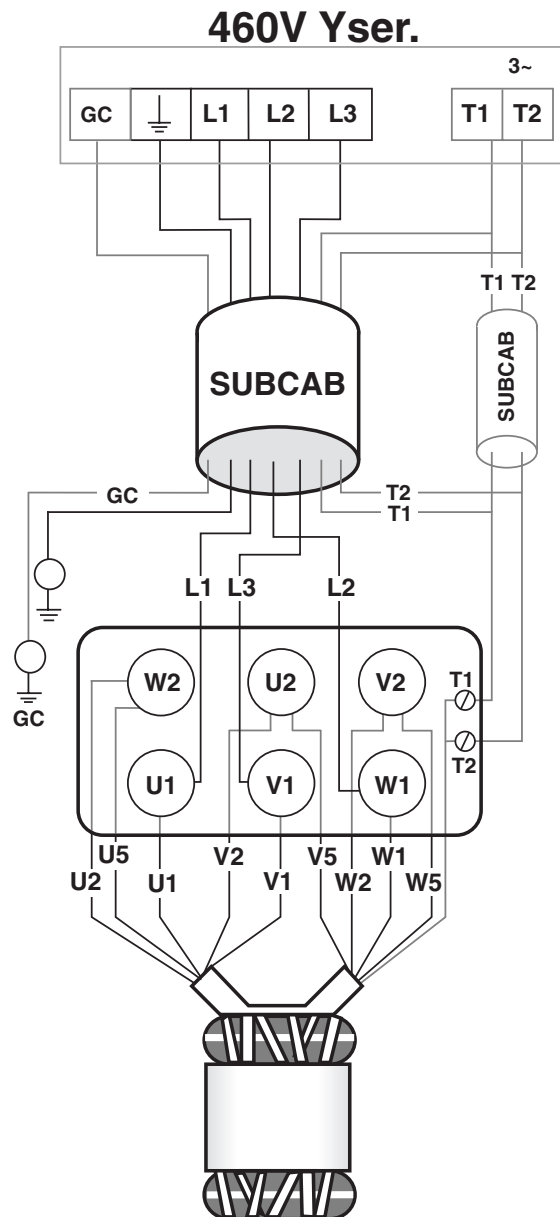 460V Yser.
3~
GC L1 L2 L3 T1 T2
T1 T2
SUBCAB
SUBCAB
GC
T2
T1
L1 L3 L2
W2 U2 V2
T1
GC
U1 V1 W1
T2
U5 V2 V5 W1
U2 U1 V1 W2 W5